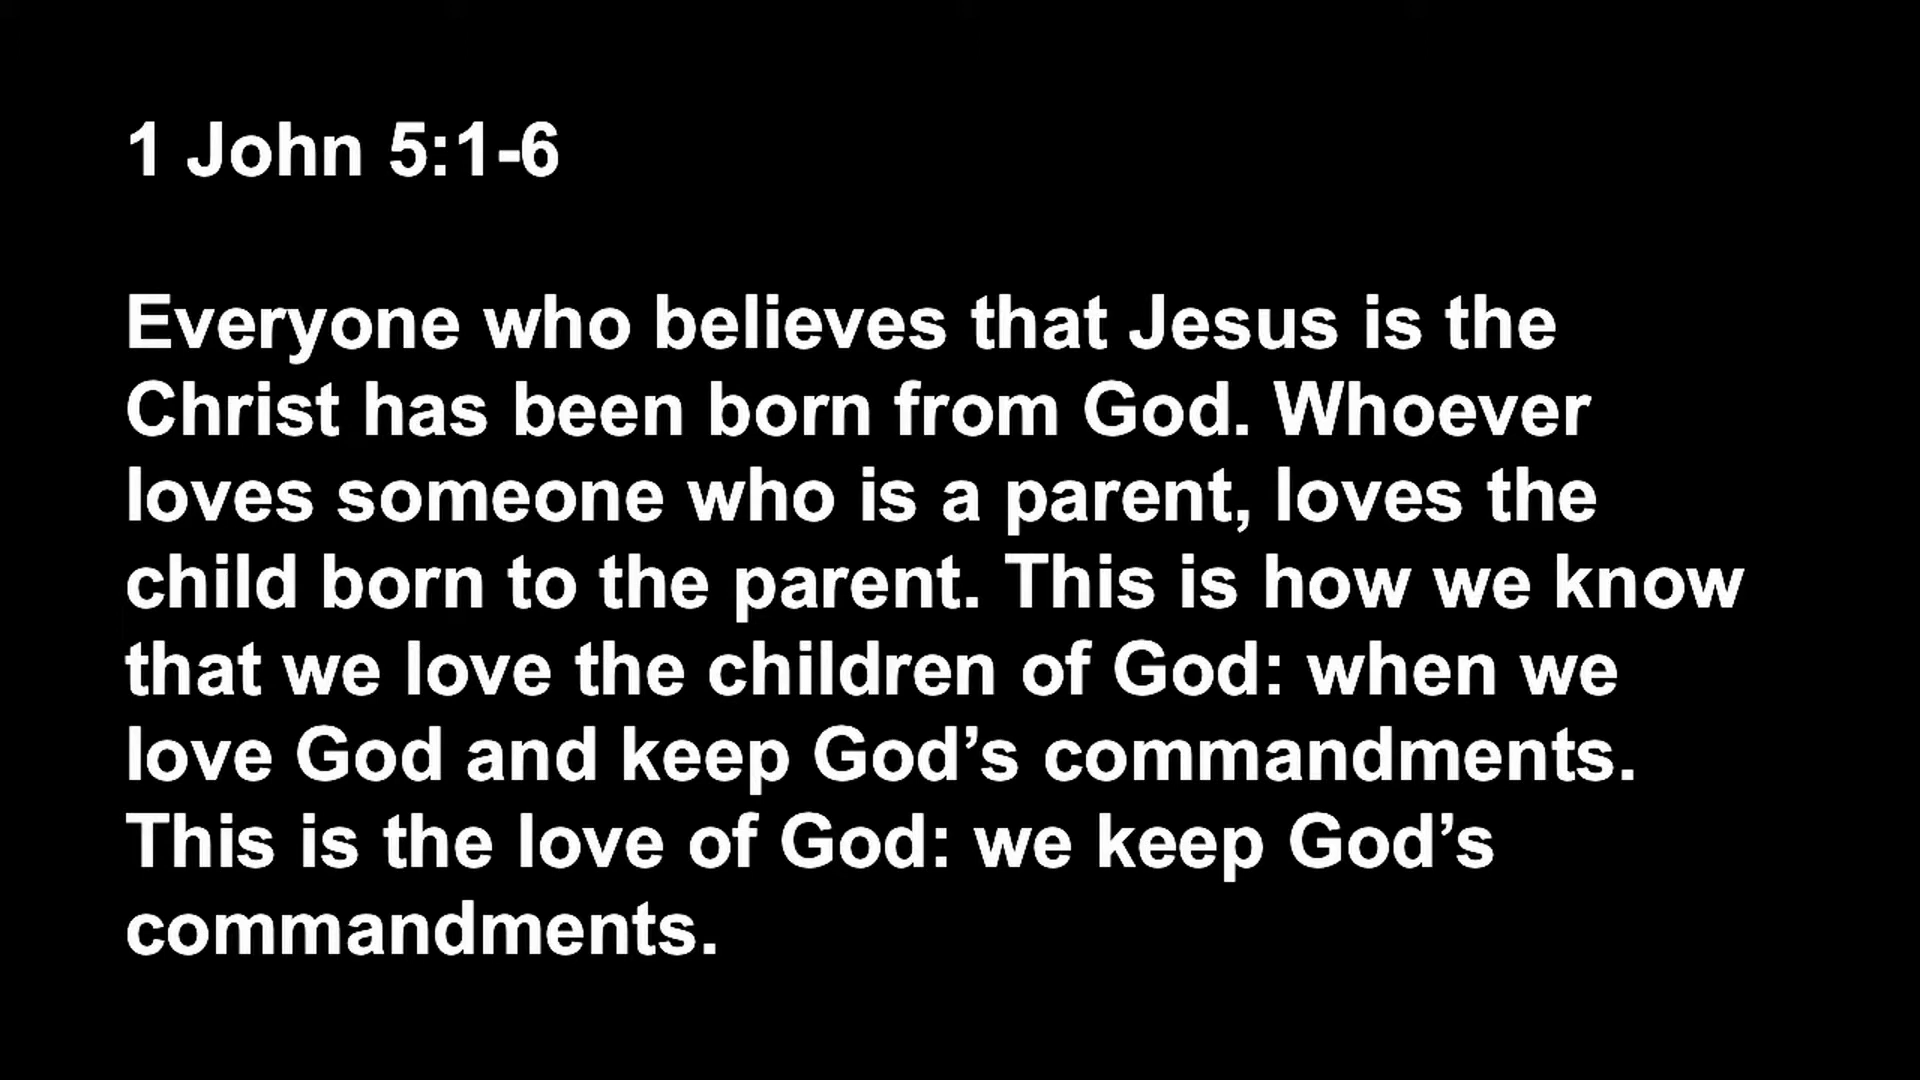 1 John 5:1-6
Everyone who believes that Jesus is the
Christ has been born from God. Whoever
loves someone who is a parent, loves the
child born to the parent. This is how we know
that we love the children of God: when we
love God and keep God’s commandments.
This is the love of God: we keep God’s
commandments.